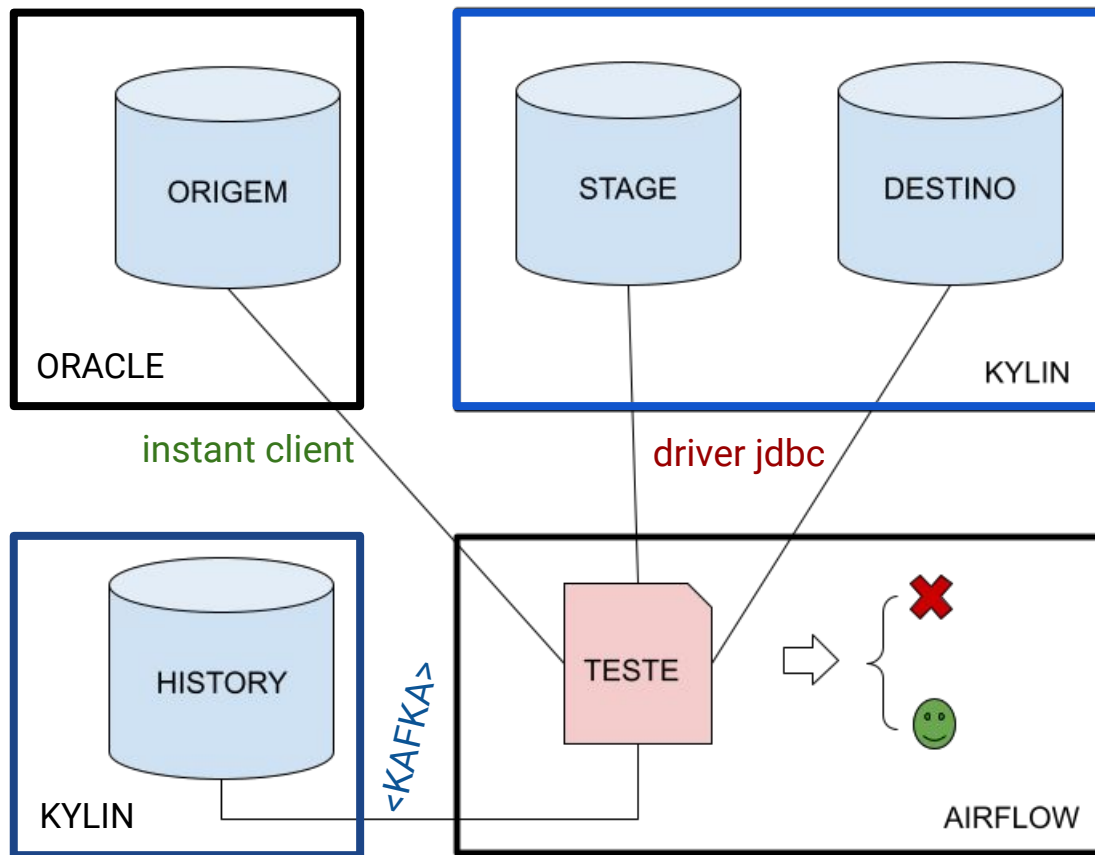 ORIGEM
STAGE
DESTINO
ORACLE
KYLIN
instant client
driver jdbc
HISTORY
<KAFKA>
TESTE
KYLIN
AIRFLOW